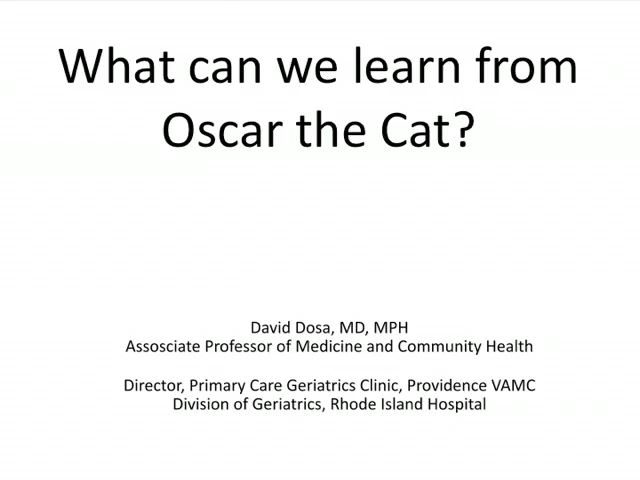 What can we learn from
Oscar the Cat?
David Dosa, MD, MPH
Assosciate Professor of Medicine and Community Health
Director, Primary Care Geriatrics Clinic, Providence VAMC
Division of Geriatrics, Rhode Island Hospital